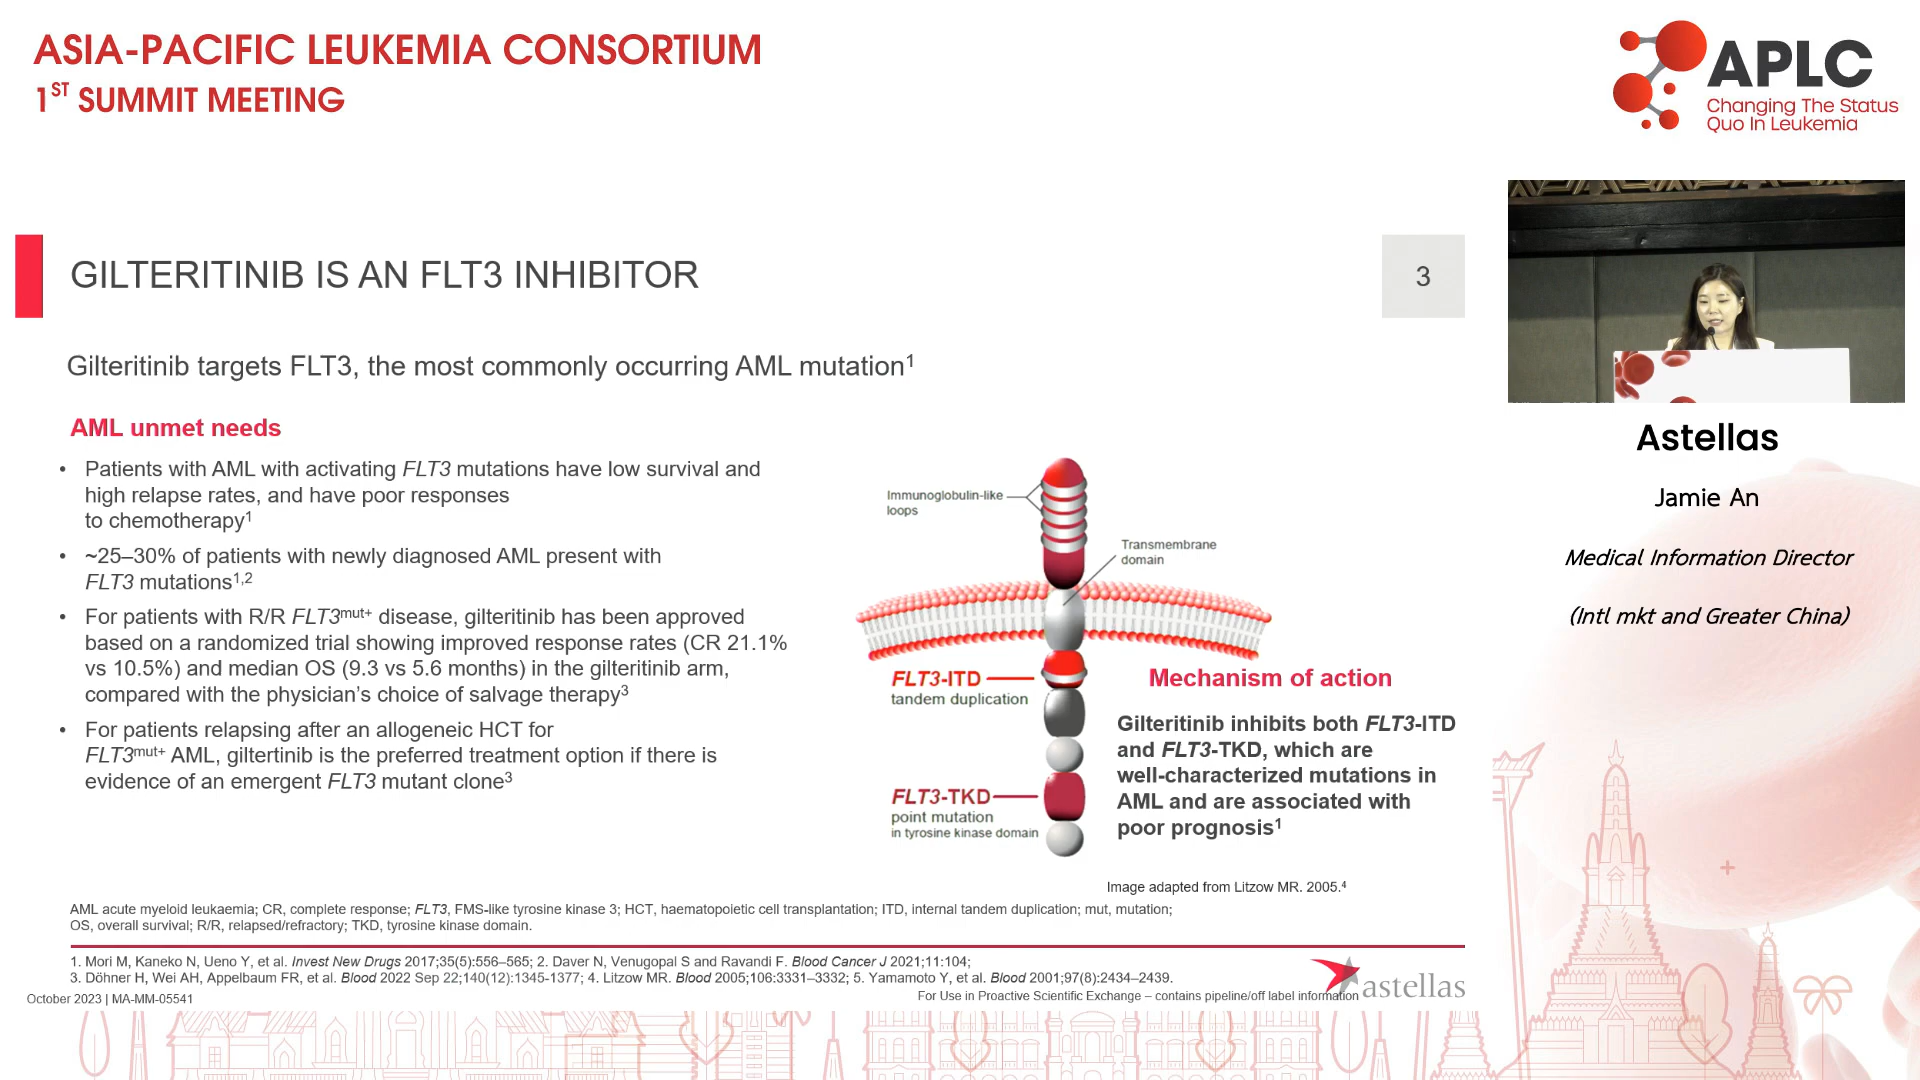 ASIA-PACIFIC LEUKEMIA CONSORTIUM
1ST SUMMIT MEETING
APLC
Changing The Status
Quo In Leukemia
GILTERITINIB IS AN FLT3 INHIBITOR
3
Gilteritinib targets FLT3, the most commonly occurring AML mutation1
AML unmet needs
• Patients with AML with activating FLT3 mutations have low survival and
high relapse rates, and have poor responses
to chemotherapy1
• ~25–30% of patients with newly diagnosed AML present with
FLT3 mutations1,2
• For patients with R/R FLT3mut+ disease, gilteritinib has been approved
based on a randomized trial showing improved response rates (CR 21.1%
vs 10.5%) and median OS (9.3 vs 5.6 months) in the gilteritinib arm,
compared with the physician's choice of salvage therapy3
• For patients relapsing after an allogeneic HCT for
FLT3mut+ AML, giltertinib is the preferred treatment option if there is
evidence of an emergent FLT3 mutant clone3
Immunoglobulin-like
loops
Transmembrane
domain
FLT3-ITD
tandem duplication
FLT3-TKD
point mutation
in tyrosine kinase domain
Mechanism of action
Gilteritinib inhibits both FLT3-ITD
and FLT3-TKD, which are
well-characterized mutations in
AML and are associated with
poor prognosis1
Image adapted from Litzow MR. 2005.4
AML acute myeloid leukaemia; CR, complete response; FLT3, FMS-like tyrosine kinase 3; HCT, haematopoietic cell transplantation; ITD, internal tandem duplication; mut, mutation;
OS, overall survival; R/R, relapsed/refractory; TKD, tyrosine kinase domain.
1. Mori M, Kaneko N, Ueno Y, et al. Invest New Drugs 2017;35(5):556–565; 2. Daver N, Venugopal S and Ravandi F. Blood Cancer J 2021;11:104;
3. Döhner H, Wei AH, Appelbaum FR, et al. Blood 2022 Sep 22;140(12):1345-1377; 4. Litzow MR. Blood 2005;106:3331–3332; 5. Yamamoto Y, et al. Blood 2001;97(8):2434–2439.
October 2023 | MA-MM-05541
For Use in Proactive Scientific Exchange – contains pipeline/off label information
astellas
Astellas
Jamie An
Medical Information Director
(Intl mkt and Greater China)